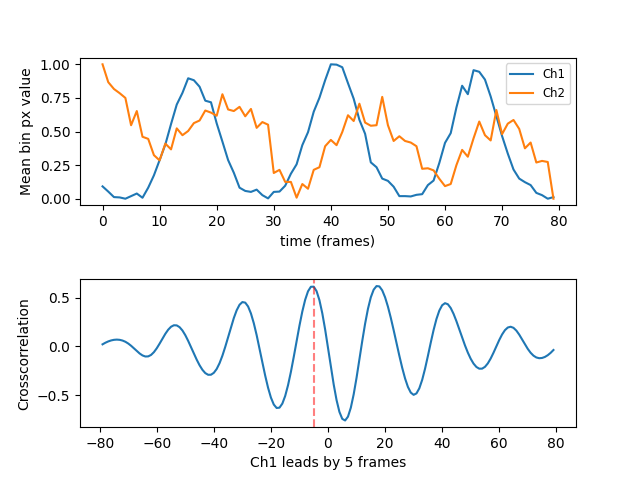 1.00
0.75
0.50
0.25
0.00
Mean bin px value
Ch1
Ch2
0 10 20 30 40 50 60 70 80
time (frames)
0.5
0.0
−0.5
Crosscorrelation
−80 −60 −40 −20 0 20 40 60 80
Ch1 leads by 5 frames